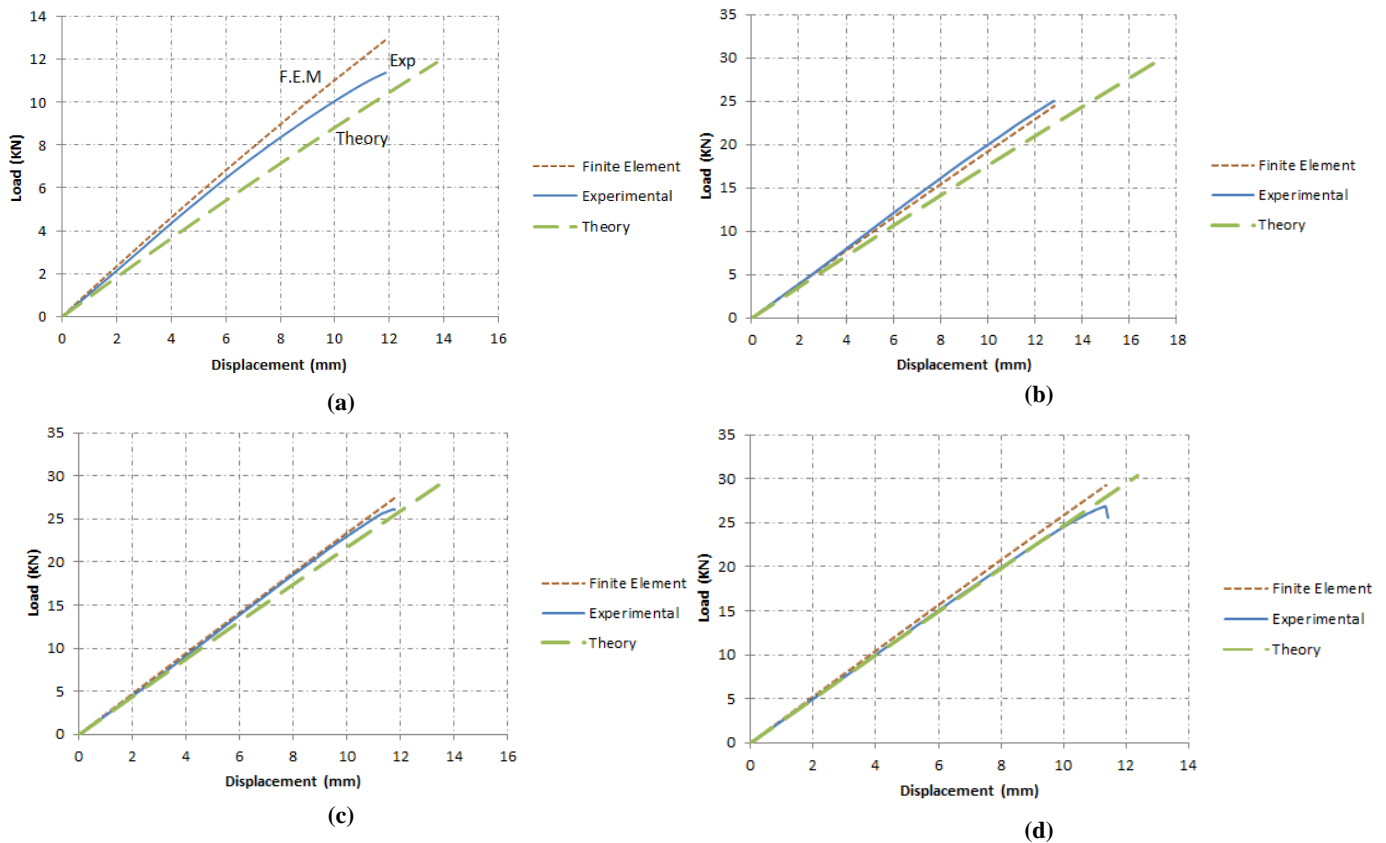 14
12
10
8
6
4
2
0
Load (KN)
F.E.M
Exp
Theory
0 2 4 6 8 10 12 14 16
Displacement (mm)
Finite Element
Experimental
Theory
(a)
35
30
25
20
15
10
5
0
Load (KN)
0 2 4 6 8 10 12 14 16 18
Displacement (mm)
Finite Element
Experimental
Theory
(b)
35
30
25
20
15
10
5
0
Load (KN)
0 2 4 6 8 10 12 14 16
Displacement (mm)
Finite Element
Experimental
Theory
(c)
35
30
25
20
15
10
5
0
Load (KN)
0 2 4 6 8 10 12 14
Displacement (mm)
Finite Element
Experimental
Theory
(d)